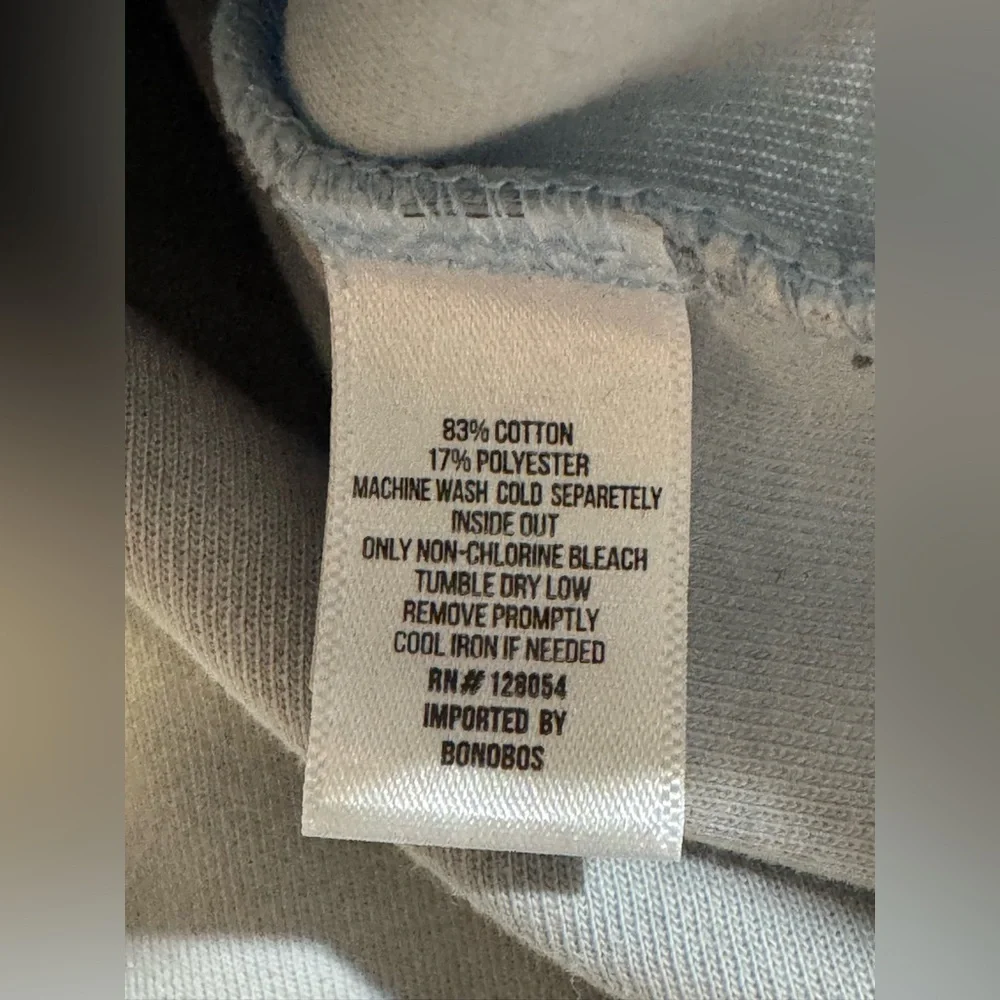 83% COTTON
17% POLYESTER
MACHINE WASH COLD SEPARETELY
INSIDE OUT
ONLY NON-CHLORINE BLEACH
TUMBLE DRY LOW
REMOVE PROMPTLY
COOL IRON IF NEEDED
RN# 128054
IMPORTED BY
BONOBOS